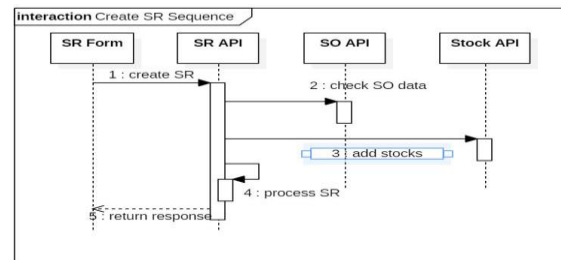 interaction Create SR Sequence
SR Form
SR API
SO API
Stock API
1 : create SR
2 : check SO data
3 : add stocks
4 : process SR
5 : return response